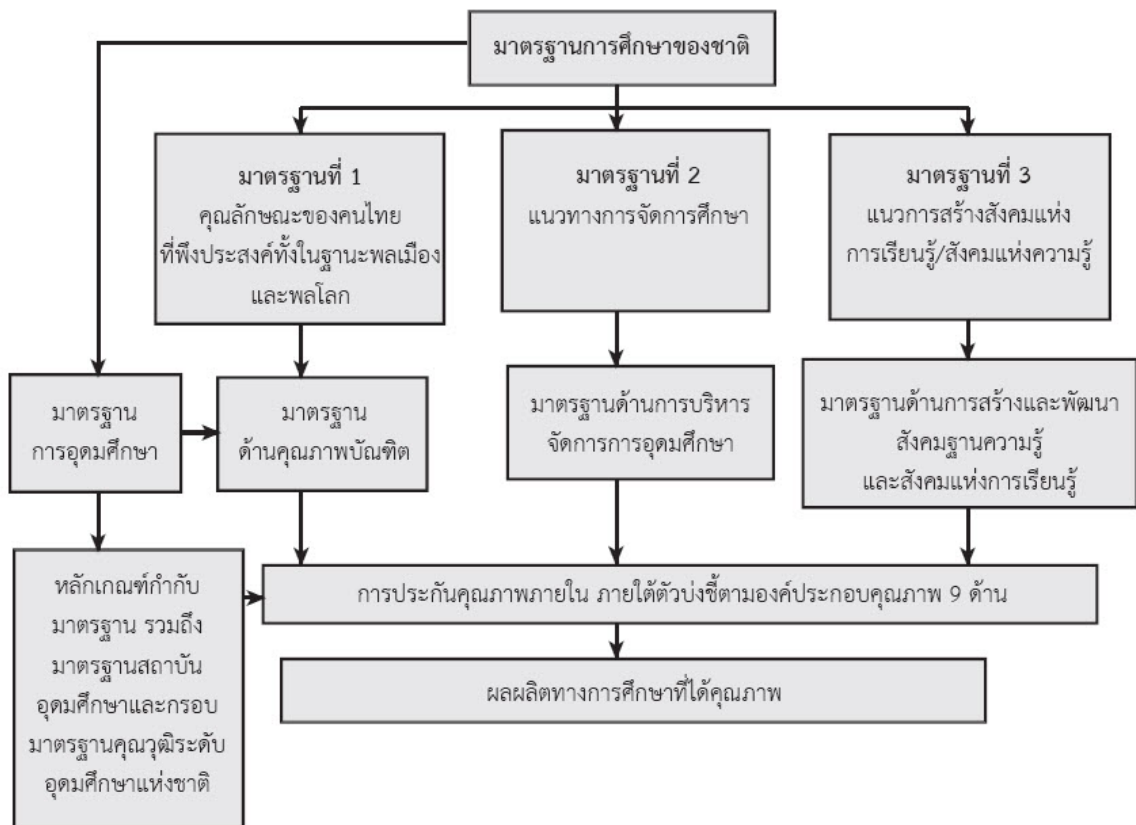 มาตรฐานการศึกษาของชาติ
มาตรฐานที่ 1
คุณลักษณะของคนไทย
ที่พึงประสงค์ทั้งในฐานะพลเมือง
และพลโลก
มาตรฐานที่ 2
แนวทางการจัดการศึกษา
มาตรฐานที่ 3
แนวการสร้างสังคมแห่ง
การเรียนรู้/สังคมแห่งความรู้
มาตรฐาน
การอุดมศึกษา
มาตรฐาน
ด้านคุณภาพบัณฑิต
มาตรฐานด้านการบริหาร
จัดการการอุดมศึกษา
มาตรฐานด้านการสร้างและพัฒนา
สังคมฐานความรู้
และสังคมแห่งการเรียนรู้
หลักเกณฑ์กำกับ
มาตรฐาน รวมถึง
มาตรฐานสถาบัน
อุดมศึกษาและกรอบ
มาตรฐานคุณวุฒิระดับ
อุดมศึกษาแห่งชาติ
การประกันคุณภาพภายใน ภายใต้ตัวบ่งชี้ตามองค์ประกอบคุณภาพ 9 ด้าน
ผลผลิตทางการศึกษาที่ได้คุณภาพ